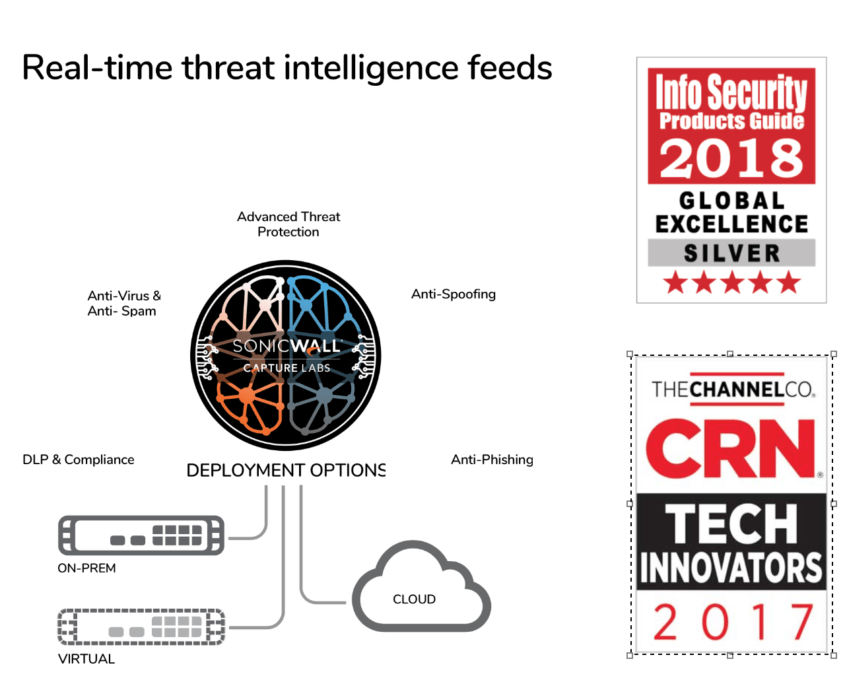 Real-time threat intelligence feeds
Advanced Threat
Protection
Anti-Virus &
Anti- Spam
Anti-Spoofing
SONICWALL
CAPTURE LABS
DLP & Compliance
Anti-Phishing
DEPLOYMENT OPTIONS
ON-PREM
CLOUD
VIRTUAL
Info Security
Products Guide
2018
GLOBAL
EXCELLENCE
SILVER
THECHANNELCO.
CRN
TECH
INNOVATORS
2017